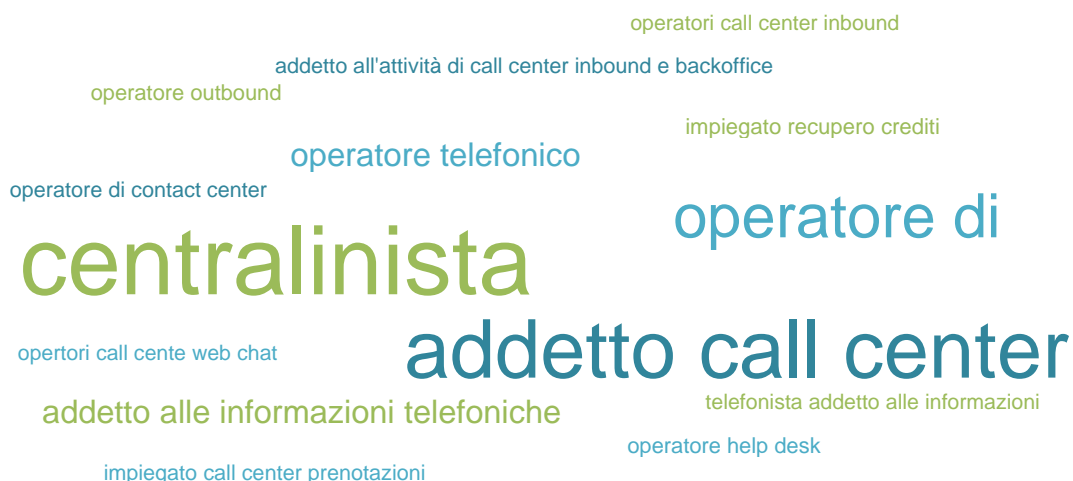 operatori call center inbound
addetto all'attività di call center inbound e backoffice
operatore outbound
impiegato recupero crediti
operatore telefonico
operatore di contact center
operatore di
centralinista
addetto call center
opertori call cente web chat
telefonista addetto alle informazioni
addetto alle informazioni telefoniche
operatore help desk
impiegato call center prenotazioni